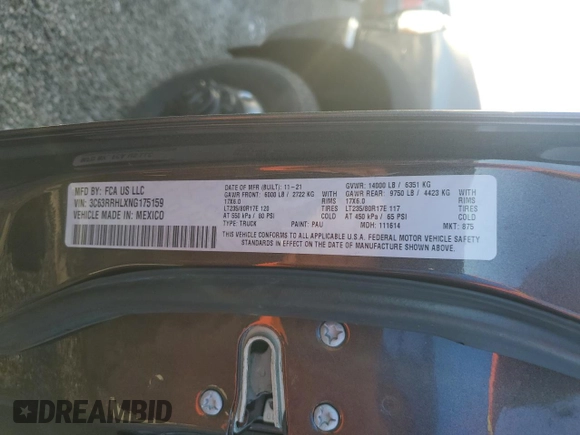 MFD BY: FCA US LLC
VIN: 3C63RRHLXNG175159
VEHICLE MADE IN: MEXICO
DATE OF MFR (BUILT): 11-21
GAWR FRONT: 6000 LB / 2722 KG
17X6.0 RIMS
LT235/80R17E 120 TIRES
AT 550 kPa / 80 PSI COLD
TYPE: TRUCK PAINT: PAU
GVWR: 14000 LB / 6351 KG
GAWR REAR: 9750 LB / 4423 KG
17X6.0 RIMS
LT235/80R17E 117 TIRES
AT 450 kPa / 65 PSI COLD
MDH: 111614 MKT: 875
THIS VEHICLE CONFORMS TO ALL APPLICABLE U.S.A. FEDERAL MOTOR VEHICLE SAFETY
STANDARDS IN EFFECT ON THE DATE OF MANUFACTURE SHOWN ABOVE.
DREAMBID